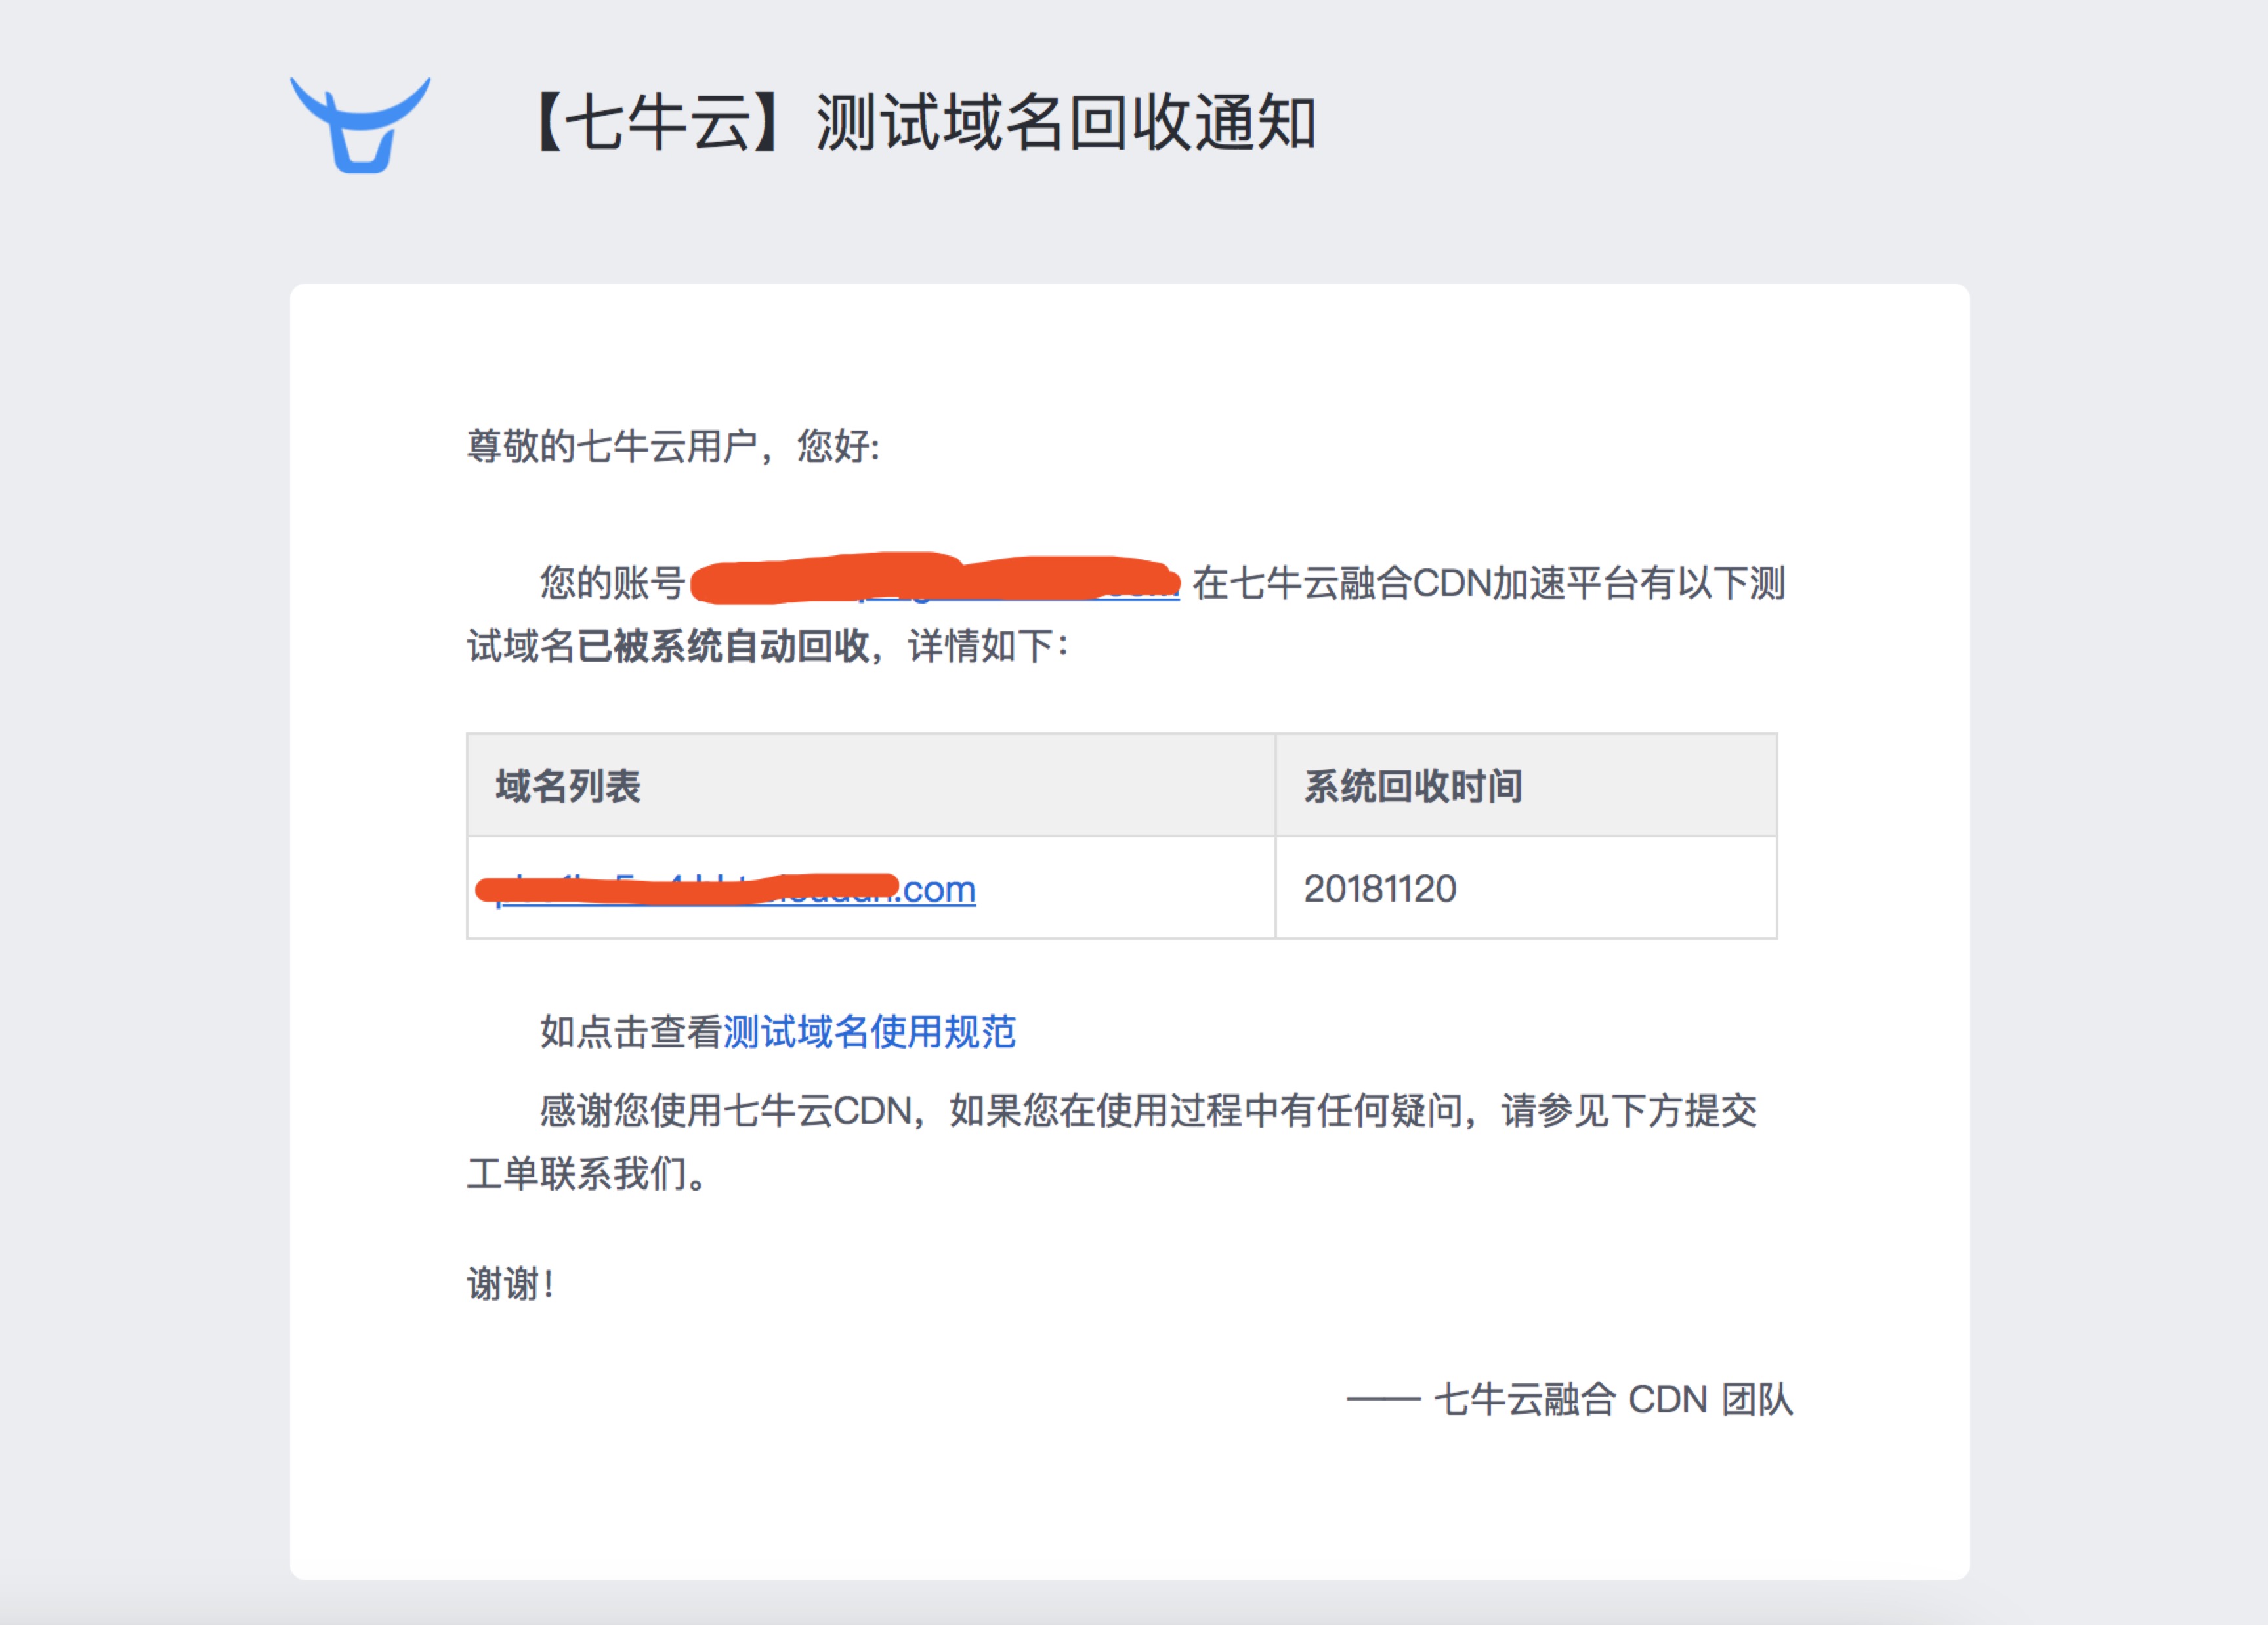 【七牛云】测试域名回收通知
尊敬的七牛云用户，您好:
您的账号 在七牛云融合CDN加速平台有以下测
试域名已被系统自动回收，详情如下：
域名列表 系统回收时间
.com 20181120
如点击查看测试域名使用规范
感谢您使用七牛云CDN，如果您在使用过程中有任何疑问，请参见下方提交
工单联系我们。
谢谢！
—— 七牛云融合 CDN 团队